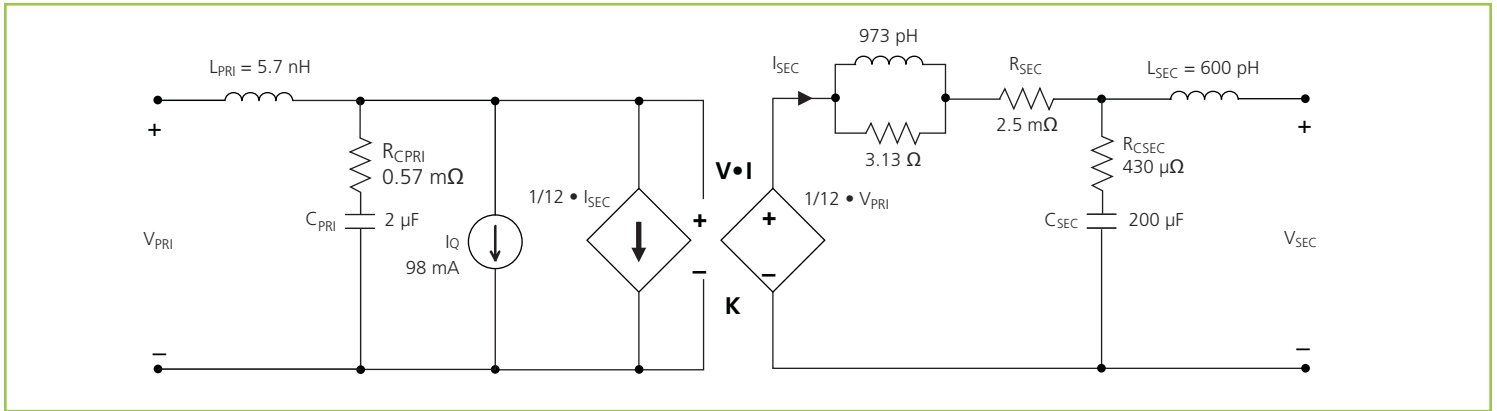 L_PRI = 5.7 nH
+
−
V_PRI
R_CPRI
0.57 mΩ
C_PRI
2 µF
I_Q
98 mA
1/12 • I_SEC
+
−
V•I
K
1/12 • V_PRI
+
−
I_SEC
973 pH
3.13 Ω
R_SEC
2.5 mΩ
L_SEC = 600 pH
R_CSEC
430 µΩ
C_SEC
200 µF
+
−
V_SEC